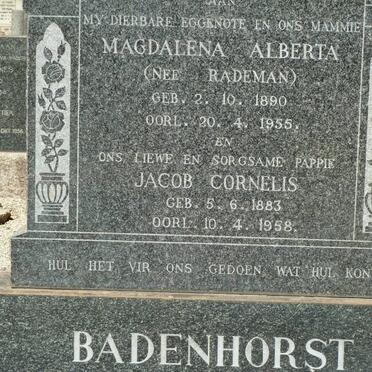 AAN
MY DIERBARE EGGENOTE EN ONS MAMMIE
MAGDALENA ALBERTA
(NEE RADEMAN)
GEB. 2. 10. 1890
OORL. 20. 4. 1955.
EN
ONS LIEWE EN SORGSAME PAPPIE
JACOB CORNELIS
GEB. 5. 6. 1883
OORL. 10. 4. 1958.
HUL HET VIR ONS GEDOEN WAT HUL KON
BADENHORST